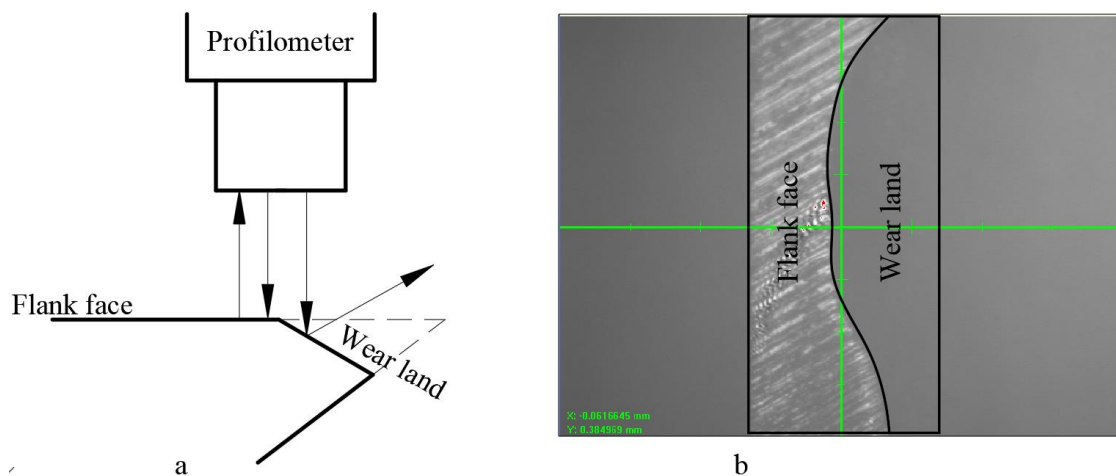 Profilometer
Flank face
Wear land
a
Flank face
Wear land
X: -0.0616645 mm
Y: 0.384969 mm
b